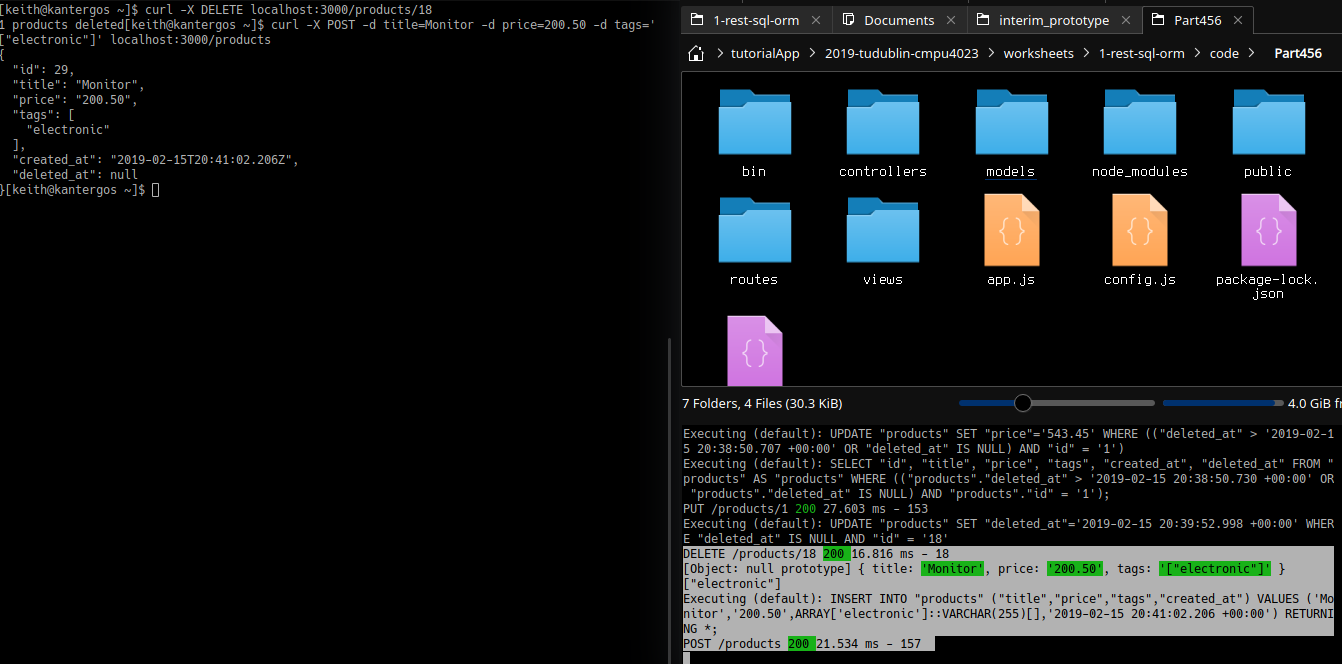 [keith@kantergos ~]$ curl -X DELETE localhost:3000/products/18
1 products deleted[keith@kantergos ~]$ curl -X POST -d title=Monitor -d price=200.50 -d tags='
["electronic"]' localhost:3000/products
{
  "id": 29,
  "title": "Monitor",
  "price": "200.50",
  "tags": [
    "electronic"
  ],
  "created_at": "2019-02-15T20:41:02.206Z",
  "deleted_at": null
}[keith@kantergos ~]$
1-rest-sql-orm Documents interim_prototype Part456
tutorialApp 2019-tudublin-cmpu4023 worksheets 1-rest-sql-orm code Part456
bin controllers models node_modules public
{} {} {}
routes views app.js config.js package-lock.
json
{}
7 Folders, 4 Files (30.3 KiB) 4.0 GiB fr
Executing (default): UPDATE "products" SET "price"='543.45' WHERE (("deleted_at" > '2019-02-1
5 20:38:50.707 +00:00' OR "deleted_at" IS NULL) AND "id" = '1')
Executing (default): SELECT "id", "title", "price", "tags", "created_at", "deleted_at" FROM "
products" AS "products" WHERE (("products"."deleted_at" > '2019-02-15 20:38:50.730 +00:00' OR
 "products"."deleted_at" IS NULL) AND "products"."id" = '1');
PUT /products/1 200 27.603 ms - 153
Executing (default): UPDATE "products" SET "deleted_at"='2019-02-15 20:39:52.998 +00:00' WHER
E "deleted_at" IS NULL AND "id" = '18'
DELETE /products/18 200 16.816 ms - 18
[Object: null prototype] { title: 'Monitor', price: '200.50', tags: '["electronic"]' }
["electronic"]
Executing (default): INSERT INTO "products" ("title","price","tags","created_at") VALUES ('Mo
nitor','200.50',ARRAY['electronic']::VARCHAR(255)[],'2019-02-15 20:41:02.206 +00:00') RETURNI
NG *;
POST /products 200 21.534 ms - 157